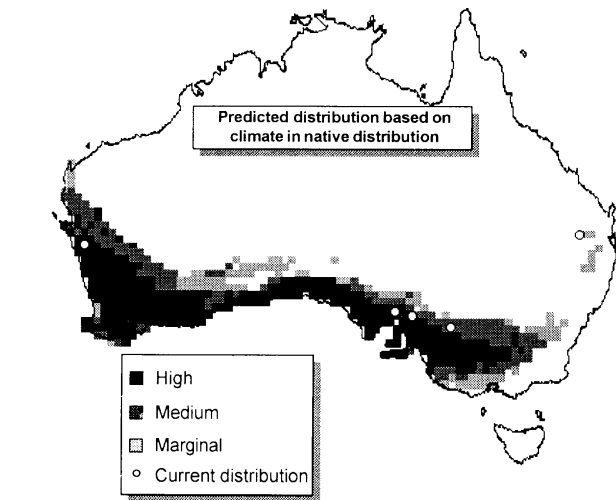 Predicted distribution based on
climate in native distribution
High
Medium
Marginal
Current distribution